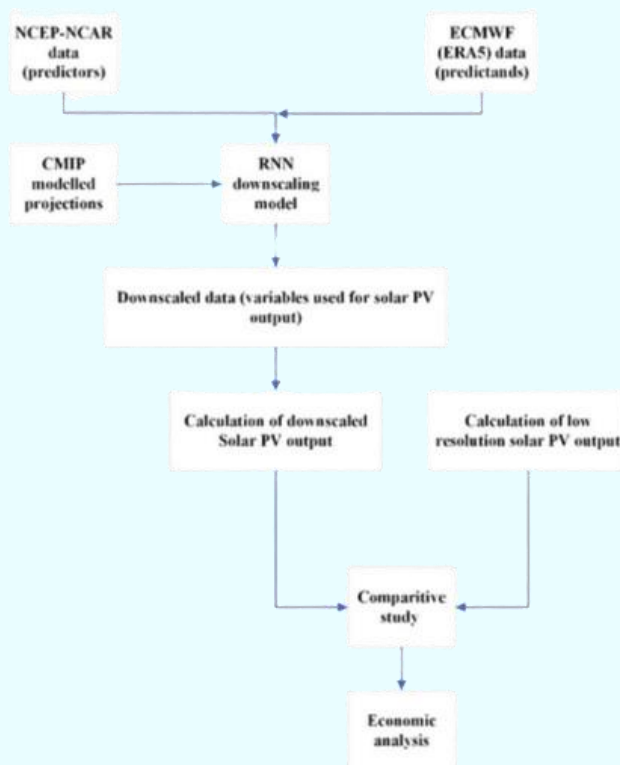 NCEP-NCAR
data
(predictors)
ECMWF
(ERA5) data
(predictands)
CMIP
modelled
projections
RNN
downscaling
model
Downscaled data (variables used for solar PV
output)
Calculation of downscaled
Solar PV output
Calculation of low
resolution solar PV output
Comparitive
study
Economic
analysis